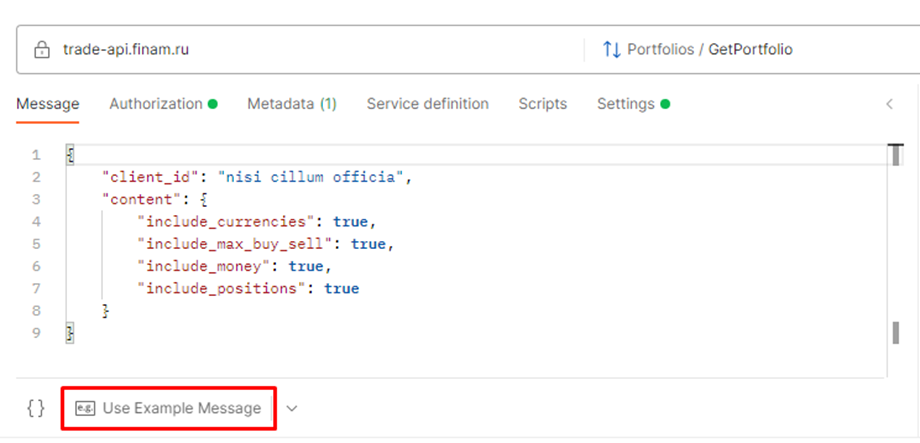 trade-api.finam.ru
Portfolios / GetPortfolio
Message Authorization Metadata (1) Service definition Scripts Settings
1 {
2 "client_id": "nisi cillum officia",
3 "content": {
4 "include_currencies": true,
5 "include_max_buy_sell": true,
6 "include_money": true,
7 "include_positions": true
8 }
9 }
{} e.g. Use Example Message